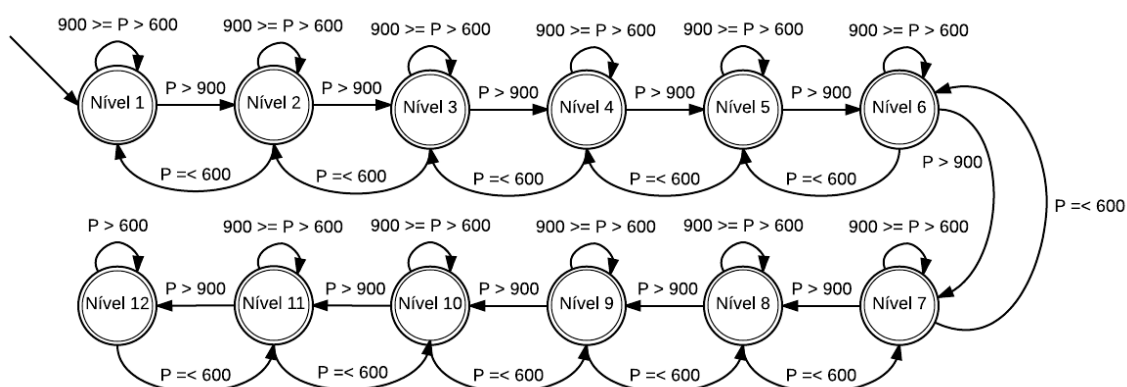 900 >= P > 600
900 >= P > 600
900 >= P > 600
900 >= P > 600
900 >= P > 600
900 >= P > 600
Nível 1
P > 900
Nível 2
P > 900
Nível 3
P > 900
Nível 4
P > 900
Nível 5
P > 900
Nível 6
P > 900
P =< 600
P =< 600
P =< 600
P =< 600
P =< 600
P =< 600
P > 600
900 >= P > 600
900 >= P > 600
900 >= P > 600
900 >= P > 600
900 >= P > 600
Nível 12
P > 900
Nível 11
P > 900
Nível 10
P > 900
Nível 9
P > 900
Nível 8
P > 900
Nível 7
P =< 600
P =< 600
P =< 600
P =< 600
P =< 600